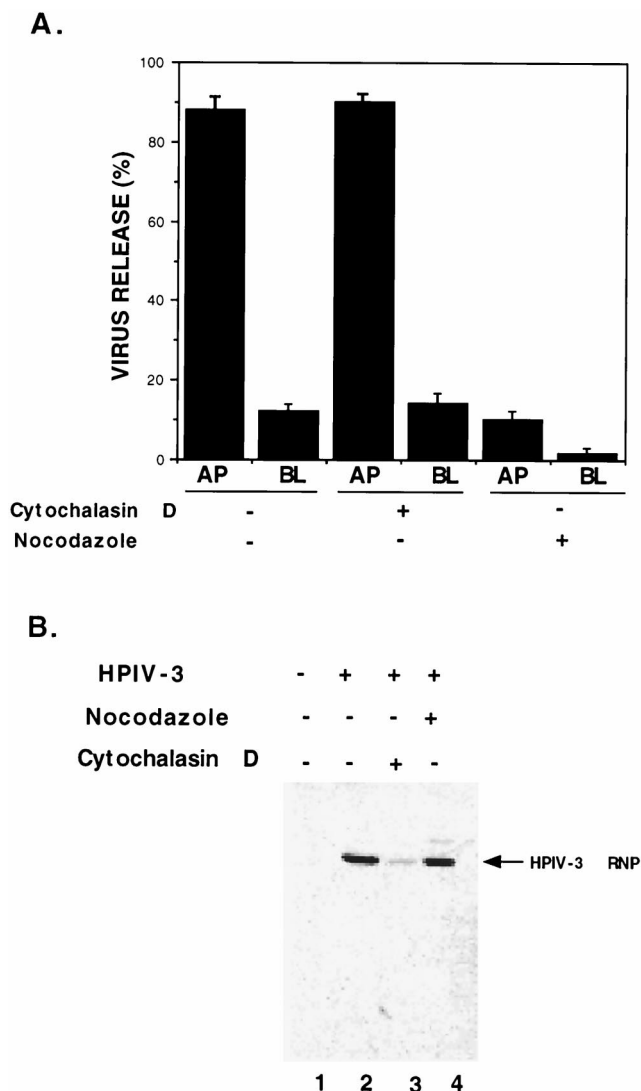 A.
100
80
60
40
20
0
VIRUS RELEASE (%)
AP BL AP BL AP BL
Cytochalasin D - + -
Nocodazole - - +
B.
HPIV-3 - + + +
Nocodazole - - - +
Cytochalasin D - - + -
HPIV-3 RNP
1 2 3 4